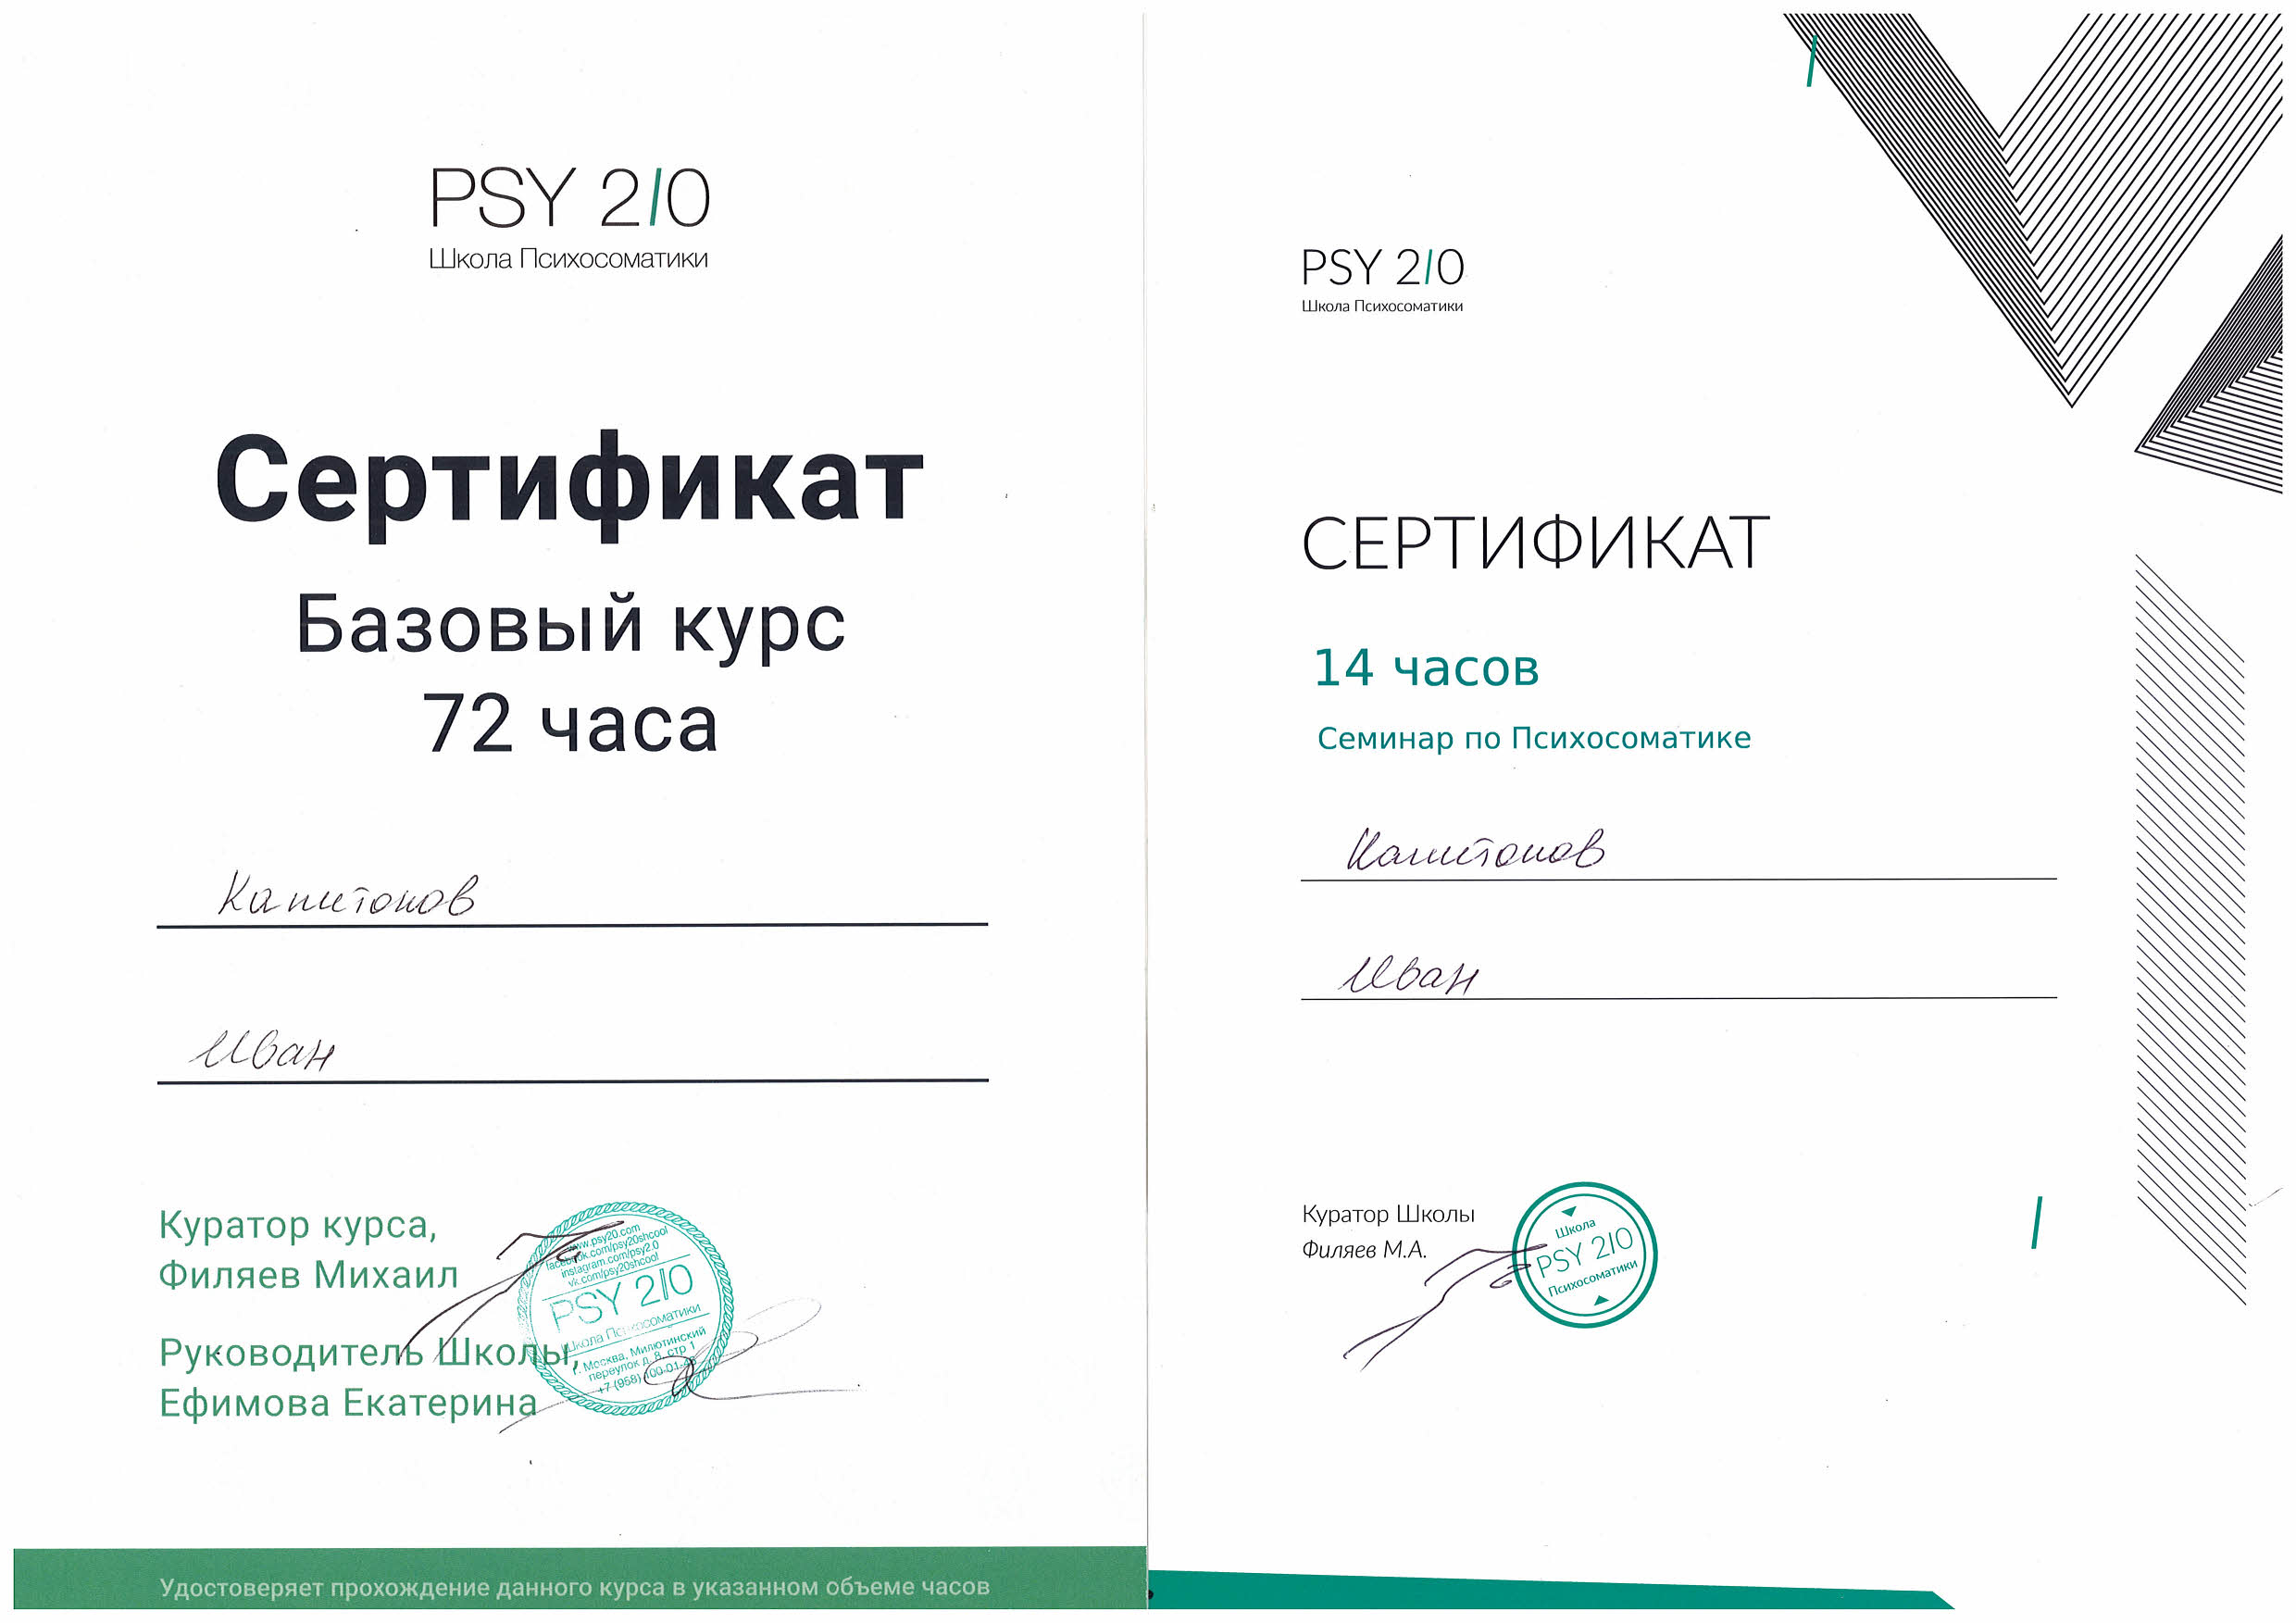 PSY 2/0
Школа Психосоматики
Сертификат
Базовый курс
72 часа
Капитонов
Иван
Куратор курса,
Филяев Михаил
Руководитель Школы,
Ефимова Екатерина
www.psy20.com
facebook.com/psy20shcool
instagram.com/psy2.0
vk.com/psy20shcool
PSY 2/0
Школа Психосоматики
г. Москва, Милютинский
переулок д. 8, стр 1
+7 (958)
Удостоверяет прохождение данного курса в указанном объеме часов
PSY 2/0
Школа Психосоматики
СЕРТИФИКАТ
14 часов
Семинар по Психосоматике
Капитонов
Иван
Куратор Школы
Филяев М.А.
Школа
PSY 2/0
Психосоматики